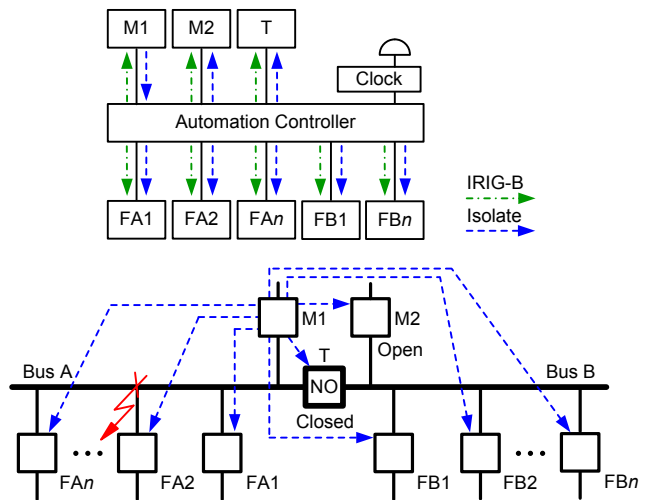 M1 M2 T
Clock
Automation Controller
FA1 FA2 FAn FB1 FBn
IRIG-B
Isolate
M1 M2
Open
T
Bus A NO Bus B
Closed
FAn FA2 FA1 FB1 FB2 FBn